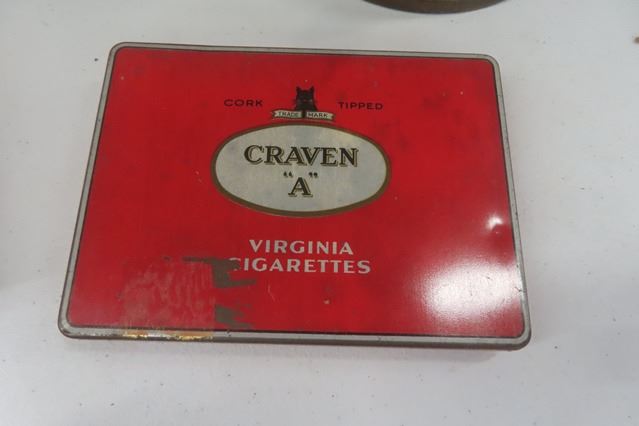 CORK TIPPED
TRADE MARK
CRAVEN
"A"
VIRGINIA
CIGARETTES